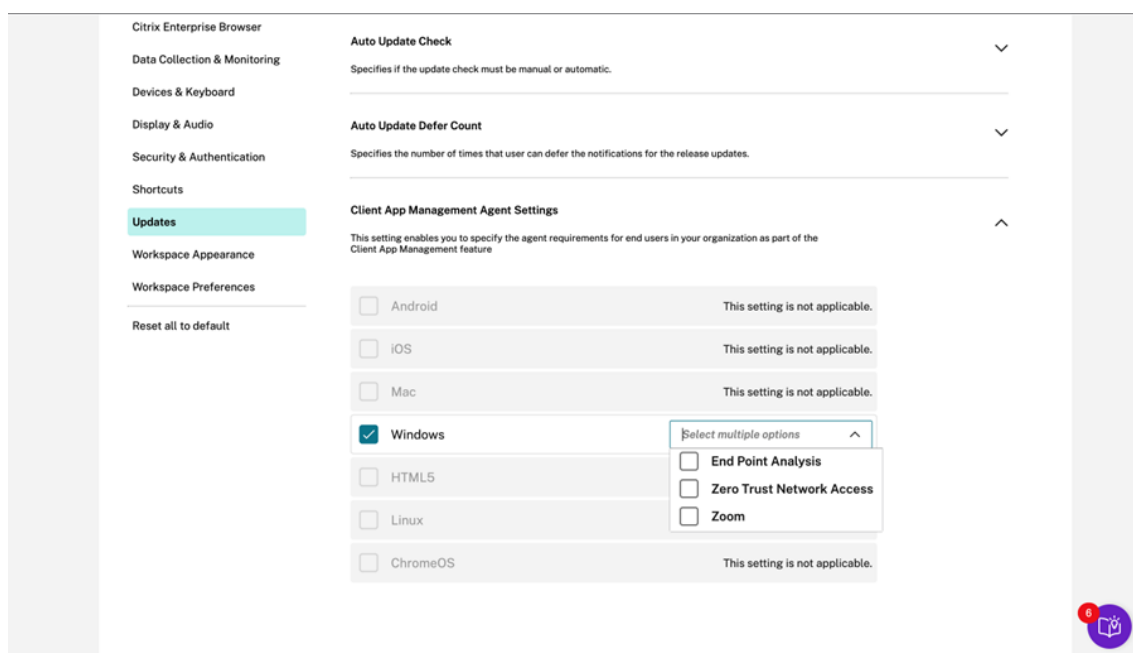 Citrix Enterprise Browser
Data Collection & Monitoring
Devices & Keyboard
Display & Audio
Security & Authentication
Shortcuts
Updates
Workspace Appearance
Workspace Preferences
Reset all to default
Auto Update Check
Specifies if the update check must be manual or automatic.
Auto Update Defer Count
Specifies the number of times that user can defer the notifications for the release updates.
Client App Management Agent Settings
This setting enables you to specify the agent requirements for end users in your organization as part of the
Client App Management feature
Android This setting is not applicable.
iOS This setting is not applicable.
Mac This setting is not applicable.
Windows Select multiple options
End Point Analysis
Zero Trust Network Access
Zoom
HTML5
Linux
ChromeOS This setting is not applicable.
6